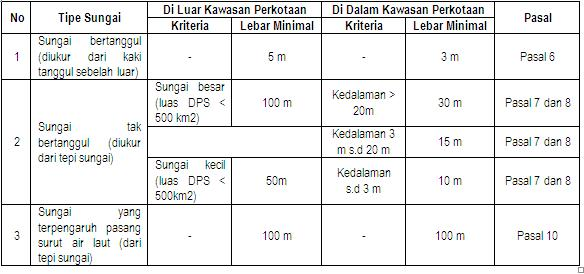 No Tipe Sungai Di Luar Kawasan Perkotaan Di Dalam Kawasan Perkotaan Pasal
Kriteria Lebar Minimal Kriteria Lebar Minimal
1 Sungai bertanggul (diukur dari kaki tanggul sebelah luar) - 5 m - 3 m Pasal 6
2 Sungai tak bertanggul (diukur dari tepi sungai) Sungai besar (luas DPS < 500 km2) 100 m Kedalaman > 20m 30 m Pasal 7 dan 8
Kedalaman 3 m s.d 20 m 15 m Pasal 7 dan 8
Sungai kecil (luas DPS < 500km2) 50m Kedalaman s.d 3 m 10 m Pasal 7 dan 8
3 Sungai yang terpengaruh pasang surut air laut (dari tepi sungai) - 100 m - 100 m Pasal 10